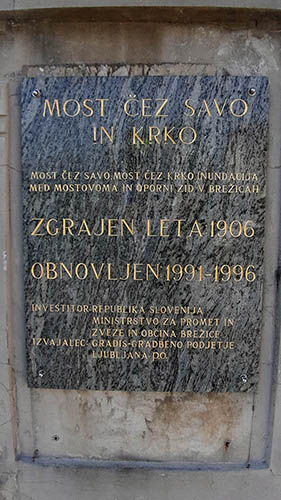 MOST ČEZ SAVO
IN KRKO
MOST ČEZ SAVO, MOST ČEZ KRKO INUNDACIJA
MED MOSTOVOMA IN OPORNI ZID V BREŽICAH
ZGRAJEN LETA 1906
OBNOVLJEN 1991-1996
INVESTITOR-REPUBLIKA SLOVENIJA
MINISTRSTVO ZA PROMET IN
ZVEZE IN OBČINA BREŽICE
IZVAJALEC- GRADIS-GRADBENO PODJETJE
LJUBLJANA D.O.